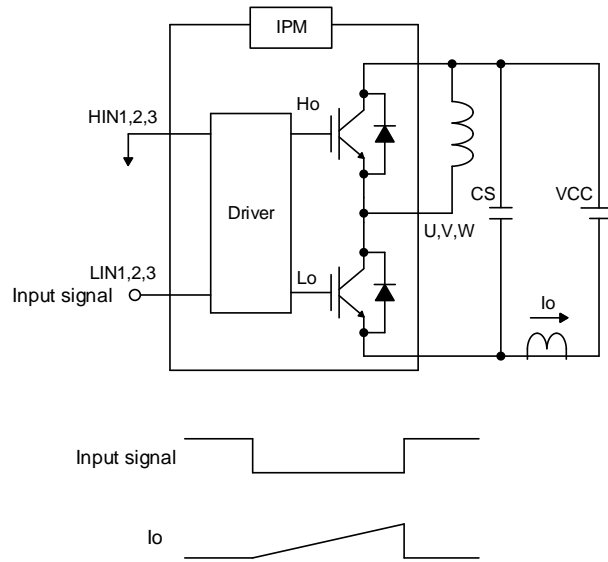 IPM
HIN1,2,3
Ho
Driver
CS
VCC
U,V,W
LIN1,2,3
Input signal
Lo
Io
Input signal
Io